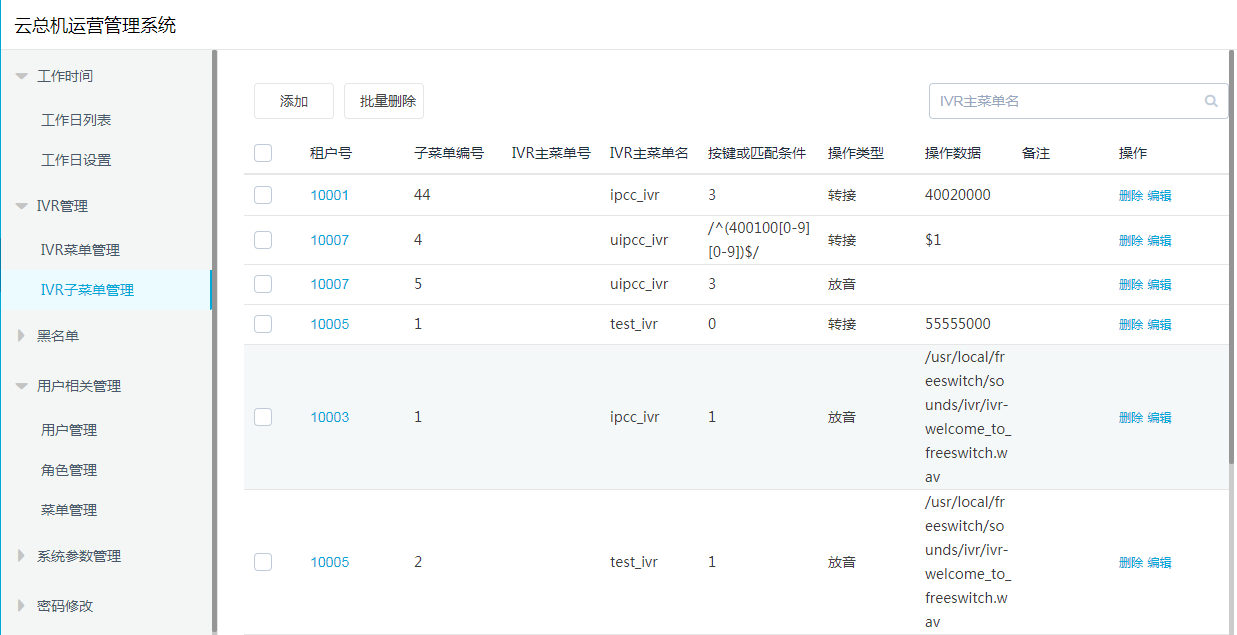 云总机运营管理系统
工作时间
工作日列表
工作日设置
IVR管理
IVR菜单管理
IVR子菜单管理
黑名单
用户相关管理
用户管理
角色管理
菜单管理
系统参数管理
密码修改
添加 批量删除 IVR主菜单名
租户号 子菜单编号 IVR主菜单号 IVR主菜单名 按键或匹配条件 操作类型 操作数据 备注 操作
10001 44 ipcc_ivr 3 转接 40020000 删除 编辑
10007 4 uipcc_ivr /^(400100[0-9] 转接 $1 删除 编辑
[0-9])$/
10007 5 uipcc_ivr 3 放音 删除 编辑
10005 1 test_ivr 0 转接 55555000 删除 编辑
/usr/local/fr
eeswitch/so
unds/ivr/ivr-
10003 1 ipcc_ivr 1 放音 删除 编辑
welcome_to_
freeswitch.w
av
/usr/local/fr
eeswitch/so
unds/ivr/ivr-
10005 2 test_ivr 1 放音 删除 编辑
welcome_to_
freeswitch.w
av